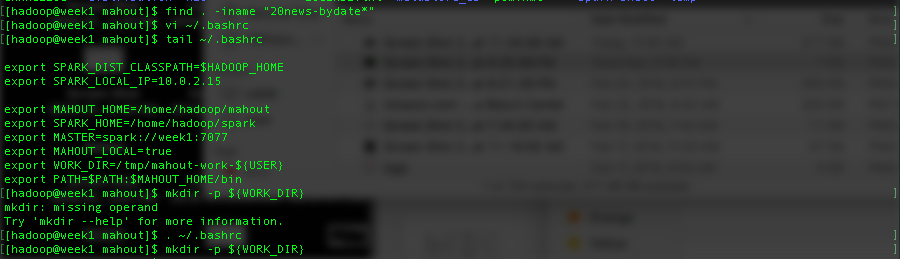 [[hadoop@week1 mahout]$ find . -iname "20news-bydate*"
[[hadoop@week1 mahout]$ vi ~/.bashrc
[[hadoop@week1 mahout]$ tail ~/.bashrc
export SPARK_DIST_CLASSPATH=$HADOOP_HOME
export SPARK_LOCAL_IP=10.0.2.15
export MAHOUT_HOME=/home/hadoop/mahout
export SPARK_HOME=/home/hadoop/spark
export MASTER=spark://week1:7077
export MAHOUT_LOCAL=true
export WORK_DIR=/tmp/mahout-work-${USER}
export PATH=$PATH:$MAHOUT_HOME/bin
[[hadoop@week1 mahout]$ mkdir -p ${WORK_DIR}
mkdir: missing operand
Try 'mkdir --help' for more information.
[[hadoop@week1 mahout]$ . ~/.bashrc
[[hadoop@week1 mahout]$ mkdir -p ${WORK_DIR}